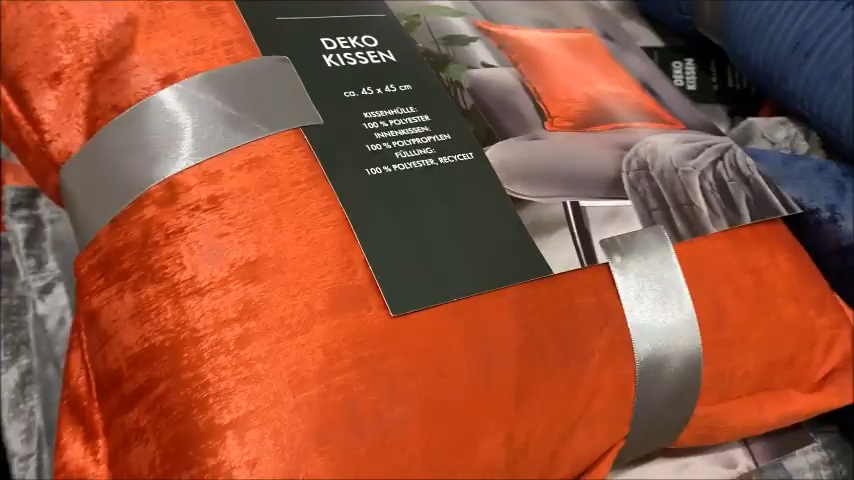 DEKO
KISSEN
ca. 45 x 45 cm
KISSENHÜLLE:
100 % POLYESTER
INNENKISSEN:
100 % POLYPROPYLEN
FÜLLUNG:
100 % POLYESTER, RECYCELT
DEKO
KISSEN